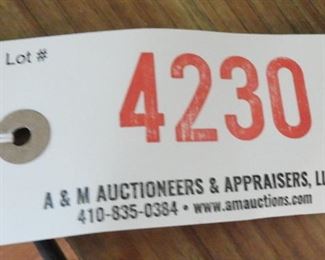 Lot #
4230
A & M AUCTIONEERS & APPRAISERS, LL
410-835-0384 • www.amauctions.com